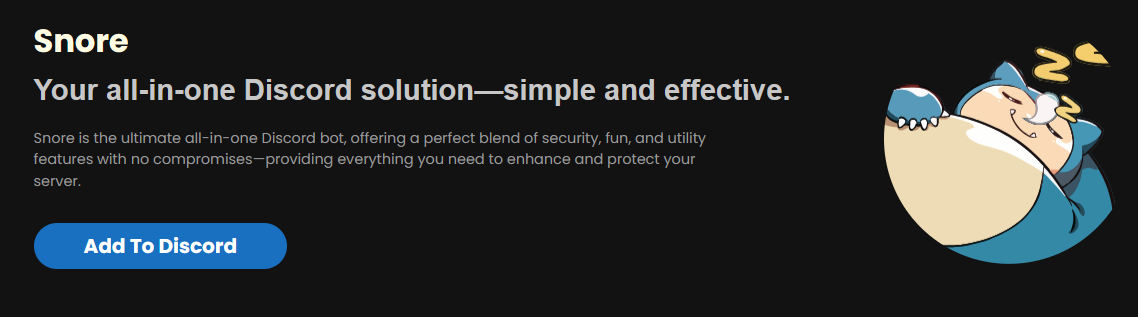 Snore
Your all-in-one Discord solution—simple and effective.
Snore is the ultimate all-in-one Discord bot, offering a perfect blend of security, fun, and utility
features with no compromises—providing everything you need to enhance and protect your
server.
Add To Discord